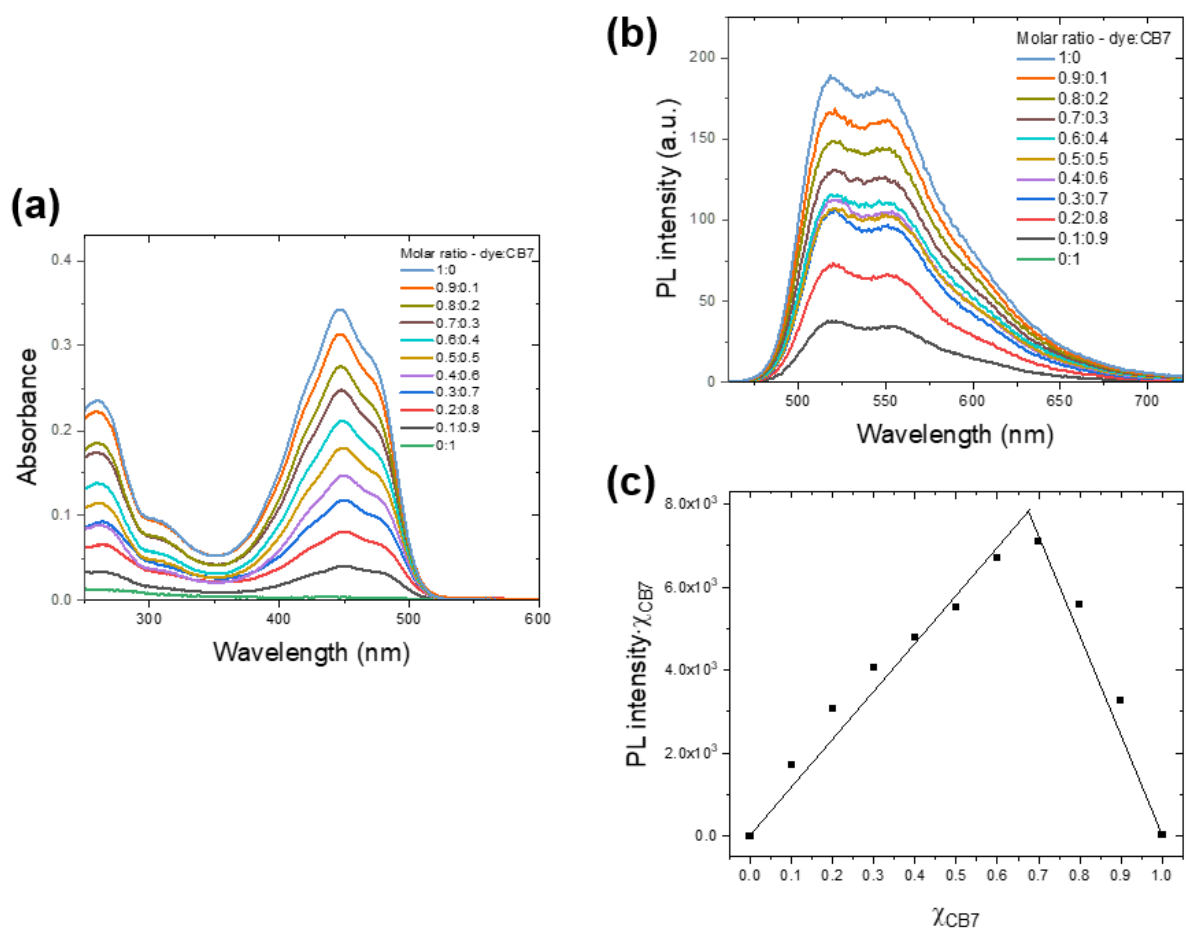 (a)
Absorbance
0.4
0.3
0.2
0.1
0.0
300
400
500
600
Wavelength (nm)
Molar ratio - dye:CB7
1:0
0.9:0.1
0.8:0.2
0.7:0.3
0.6:0.4
0.5:0.5
0.4:0.6
0.3:0.7
0.2:0.8
0.1:0.9
0:1
(b)
PL intensity (a.u.)
200
150
100
50
0
500
550
600
650
700
Wavelength (nm)
Molar ratio - dye:CB7
1:0
0.9:0.1
0.8:0.2
0.7:0.3
0.6:0.4
0.5:0.5
0.4:0.6
0.3:0.7
0.2:0.8
0.1:0.9
0:1
(c)
PL intensity·χCB7
8.0x10³
6.0x10³
4.0x10³
2.0x10³
0.0
0.0 0.1 0.2 0.3 0.4 0.5 0.6 0.7 0.8 0.9 1.0
χCB7